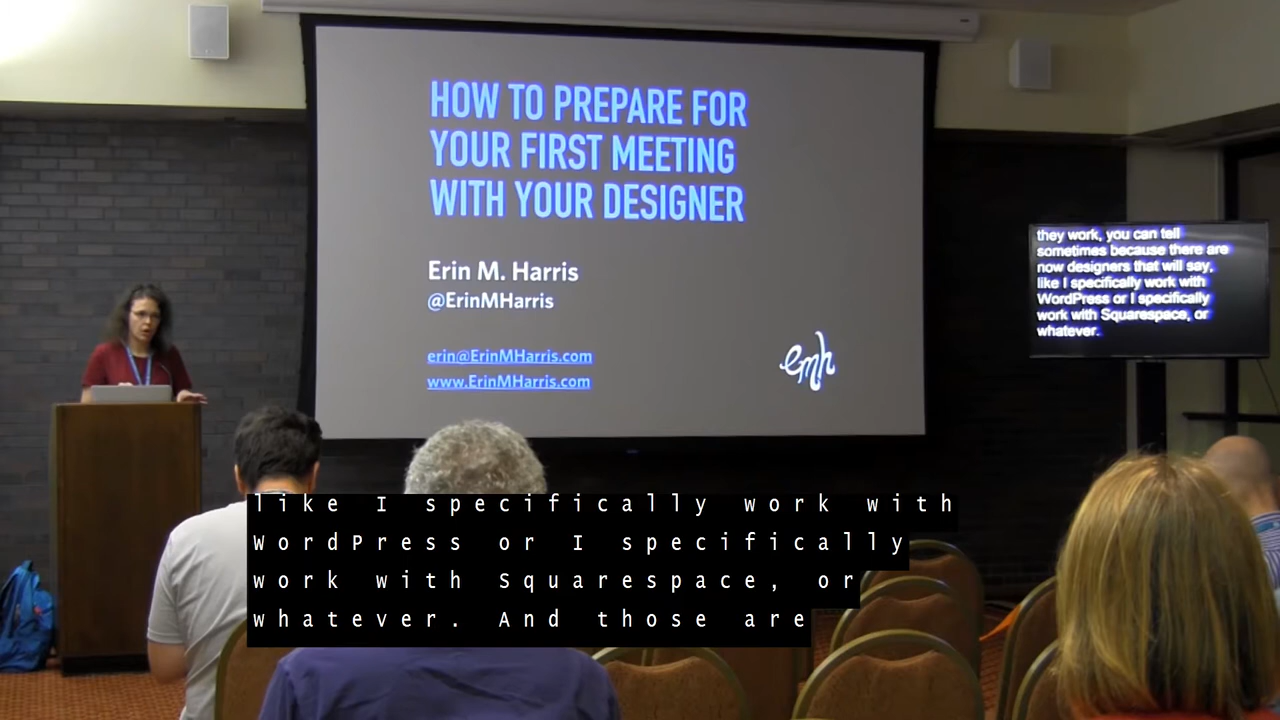 HOW TO PREPARE FOR
YOUR FIRST MEETING
WITH YOUR DESIGNER
Erin M. Harris
@ErinMHarris
erin@ErinMHarris.com
www.ErinMHarris.com
emh
they work, you can tell
sometimes because there are
now designers that will say,
like I specifically work with
WordPress or I specifically
work with Squarespace, or
whatever.
like I specifically work with
WordPress or I specifically
work with Squarespace, or
whatever. And those are